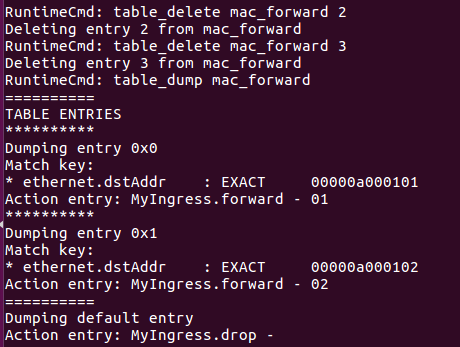 RuntimeCmd: table_delete mac_forward 2
Deleting entry 2 from mac_forward
RuntimeCmd: table_delete mac_forward 3
Deleting entry 3 from mac_forward
RuntimeCmd: table_dump mac_forward
==========
TABLE ENTRIES
**********
Dumping entry 0x0
Match key:
* ethernet.dstAddr    : EXACT     00000a000101
Action entry: MyIngress.forward - 01
**********
Dumping entry 0x1
Match key:
* ethernet.dstAddr    : EXACT     00000a000102
Action entry: MyIngress.forward - 02
==========
Dumping default entry
Action entry: MyIngress.drop -